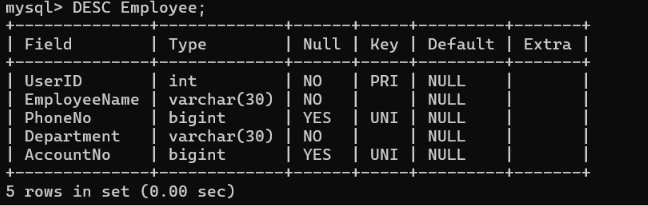 mysql> DESC Employee;
+--------------+-------------+------+-----+---------+-------+
| Field        | Type        | Null | Key | Default | Extra |
+--------------+-------------+------+-----+---------+-------+
| UserID       | int         | NO   | PRI | NULL    |       |
| EmployeeName | varchar(30) | NO   |     | NULL    |       |
| PhoneNo      | bigint      | YES  | UNI | NULL    |       |
| Department   | varchar(30) | NO   |     | NULL    |       |
| AccountNo    | bigint      | YES  | UNI | NULL    |       |
+--------------+-------------+------+-----+---------+-------+
5 rows in set (0.00 sec)